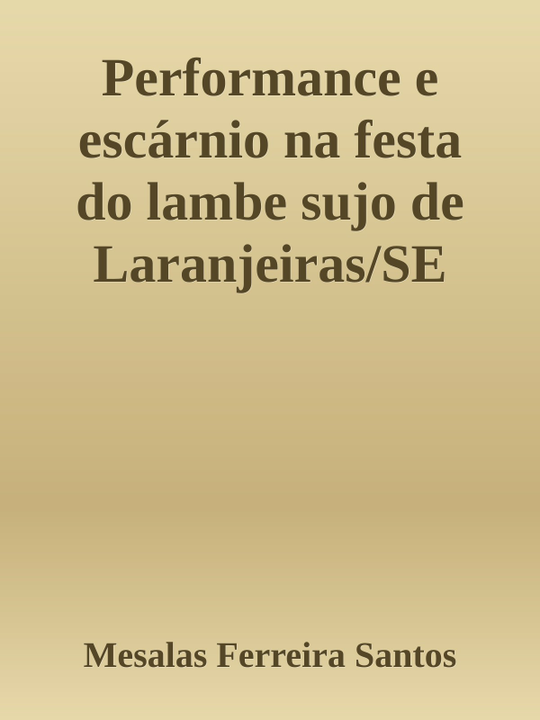 Performance e
escárnio na festa
do lambe sujo de
Laranjeiras/SE
Mesalas Ferreira Santos